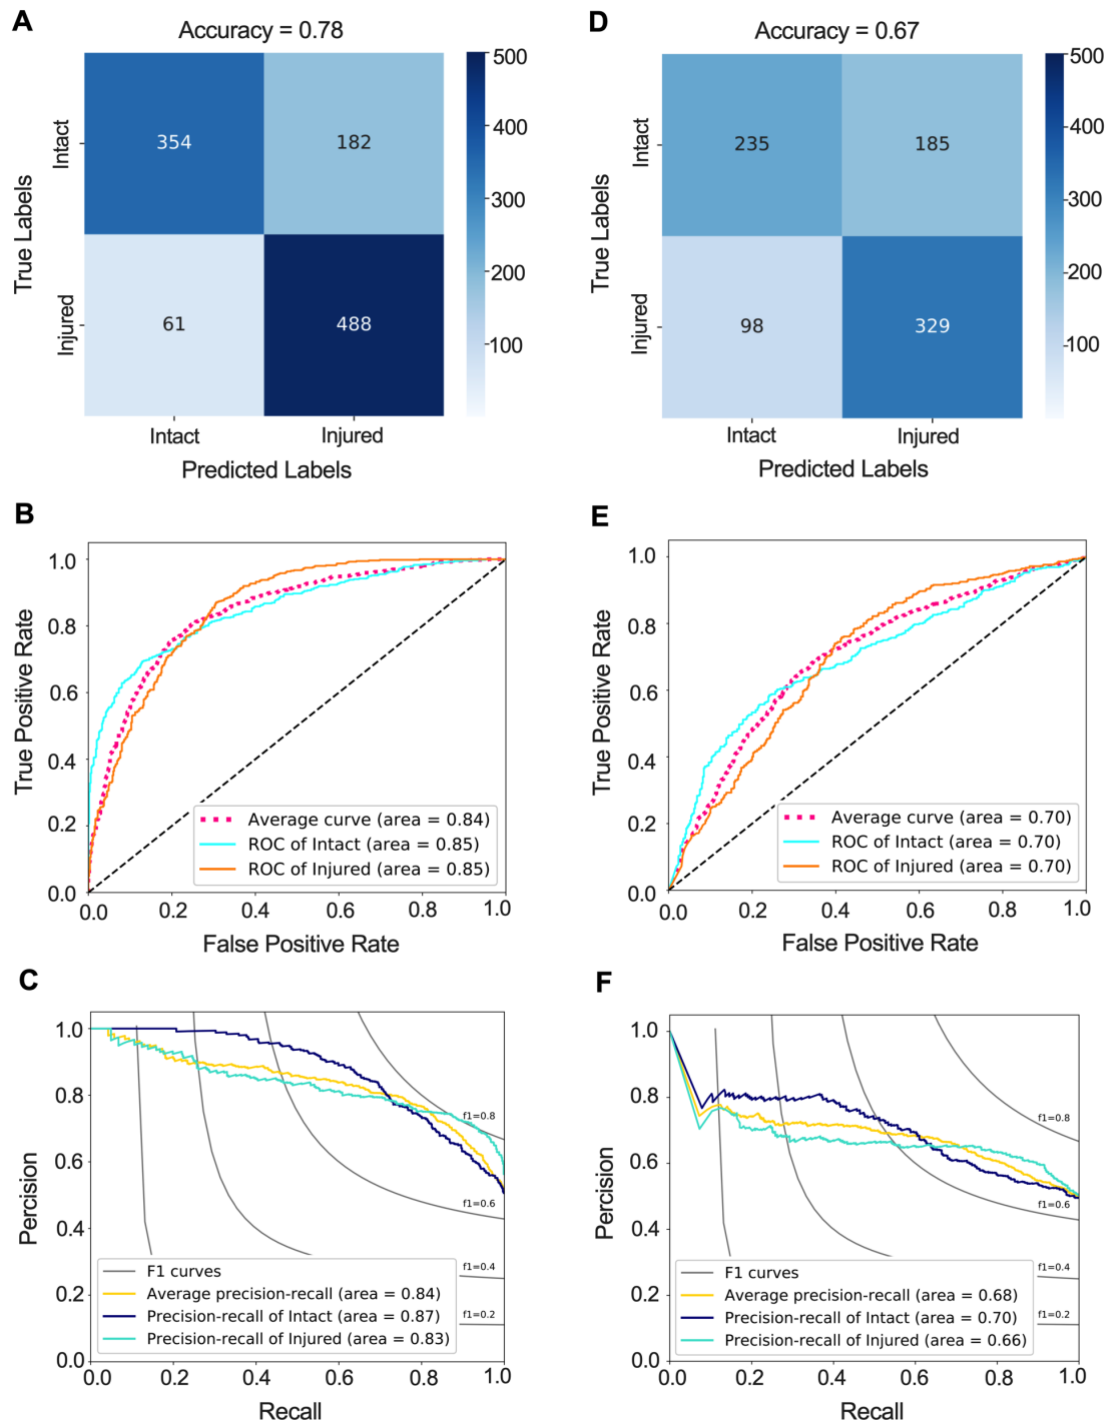 A
Accuracy = 0.78
True Labels
Intact
Injured
354
182
61
488
500
400
300
200
100
Intact
Injured
Predicted Labels
D
Accuracy = 0.67
True Labels
Intact
Injured
235
185
98
329
500
400
300
200
100
Intact
Injured
Predicted Labels
B
True Positive Rate
1.0
0.8
0.6
0.4
0.2
0.0
Average curve (area = 0.84)
ROC of Intact (area = 0.85)
ROC of Injured (area = 0.85)
0.0
0.2
0.4
0.6
0.8
1.0
False Positive Rate
E
True Positive Rate
1.0
0.8
0.6
0.4
0.2
0.0
Average curve (area = 0.70)
ROC of Intact (area = 0.70)
ROC of Injured (area = 0.70)
0.0
0.2
0.4
0.6
0.8
1.0
False Positive Rate
C
Percision
1.0
0.8
0.6
0.4
0.2
0.0
f1=0.8
f1=0.6
f1=0.4
f1=0.2
F1 curves
Average precision-recall (area = 0.84)
Precision-recall of Intact (area = 0.87)
Precision-recall of Injured (area = 0.83)
0.0
0.2
0.4
0.6
0.8
1.0
Recall
F
Percision
1.0
0.8
0.6
0.4
0.2
0.0
f1=0.8
f1=0.6
f1=0.4
f1=0.2
F1 curves
Average precision-recall (area = 0.68)
Precision-recall of Intact (area = 0.70)
Precision-recall of Injured (area = 0.66)
0.0
0.2
0.4
0.6
0.8
1.0
Recall